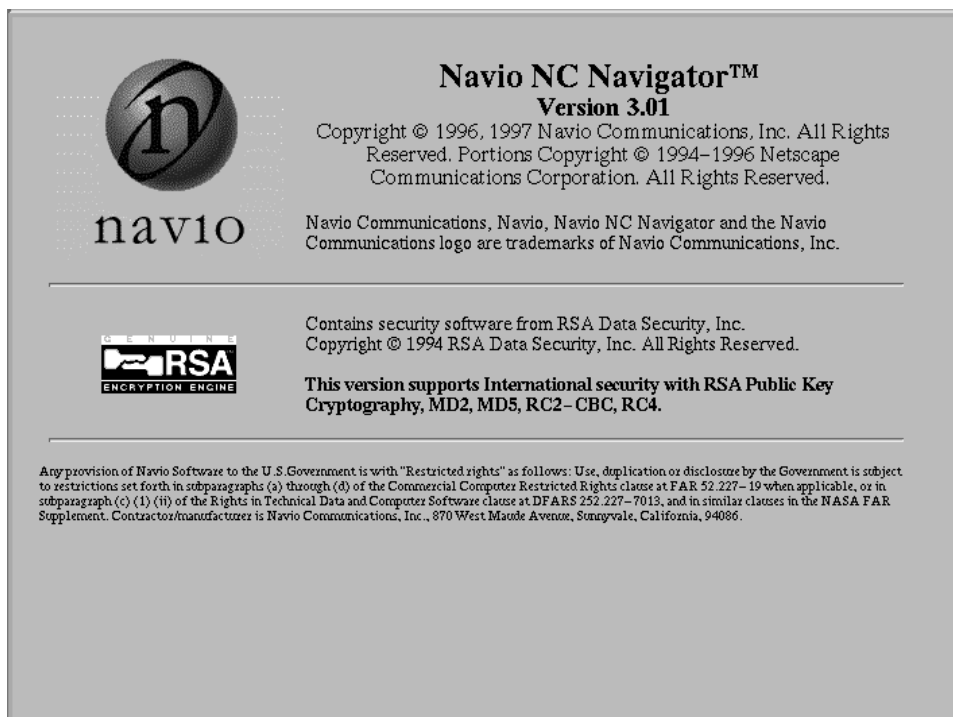 Navio NC Navigator™
Version 3.01
Copyright © 1996, 1997 Navio Communications, Inc. All Rights
Reserved. Portions Copyright © 1994–1996 Netscape
Communications Corporation. All Rights Reserved.
n
navio
Navio Communications, Navio, Navio NC Navigator and the Navio
Communications logo are trademarks of Navio Communications, Inc.
GENUINE
RSA™
ENCRYPTION ENGINE
Contains security software from RSA Data Security, Inc.
Copyright © 1994 RSA Data Security, Inc. All Rights Reserved.
This version supports International security with RSA Public Key
Cryptography, MD2, MD5, RC2-CBC, RC4.
Any provision of Navio Software to the U.S.Government is with "Restricted rights" as follows: Use, duplication or disclosure by the Government is subject
to restrictions set forth in subparagraphs (a) through (d) of the Commercial Computer Restricted Rights clause at FAR 52.227-19 when applicable, or in
subparagraph (c) (1) (ii) of the Rights in Technical Data and Computer Software clause at DFARS 252.227-7013, and in similar clauses in the NASA FAR
Supplement. Contractor/manufacturer is Navio Communications, Inc., 870 West Maude Avenue, Sunnyvale, California, 94086.